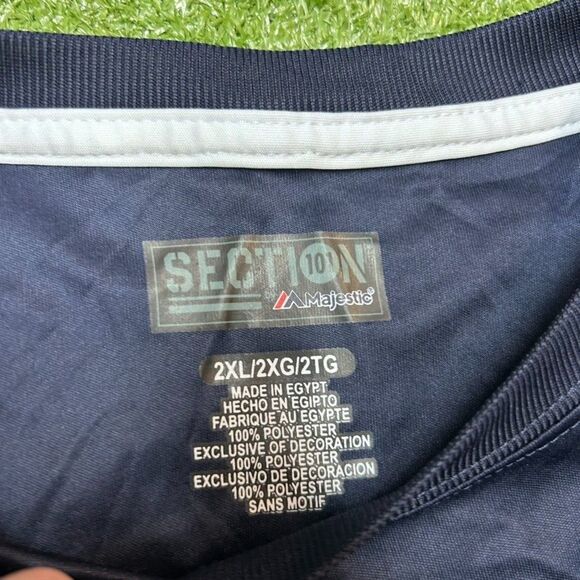 SECTION
101
Majestic®
2XL/2XG/2TG
MADE IN EGYPT
HECHO EN EGIPTO
FABRIQUE AU EGYPTE
100% POLYESTER
EXCLUSIVE OF DECORATION
100% POLYESTER
EXCLUSIVO DE DECORACION
100% POLYESTER
SANS MOTIF